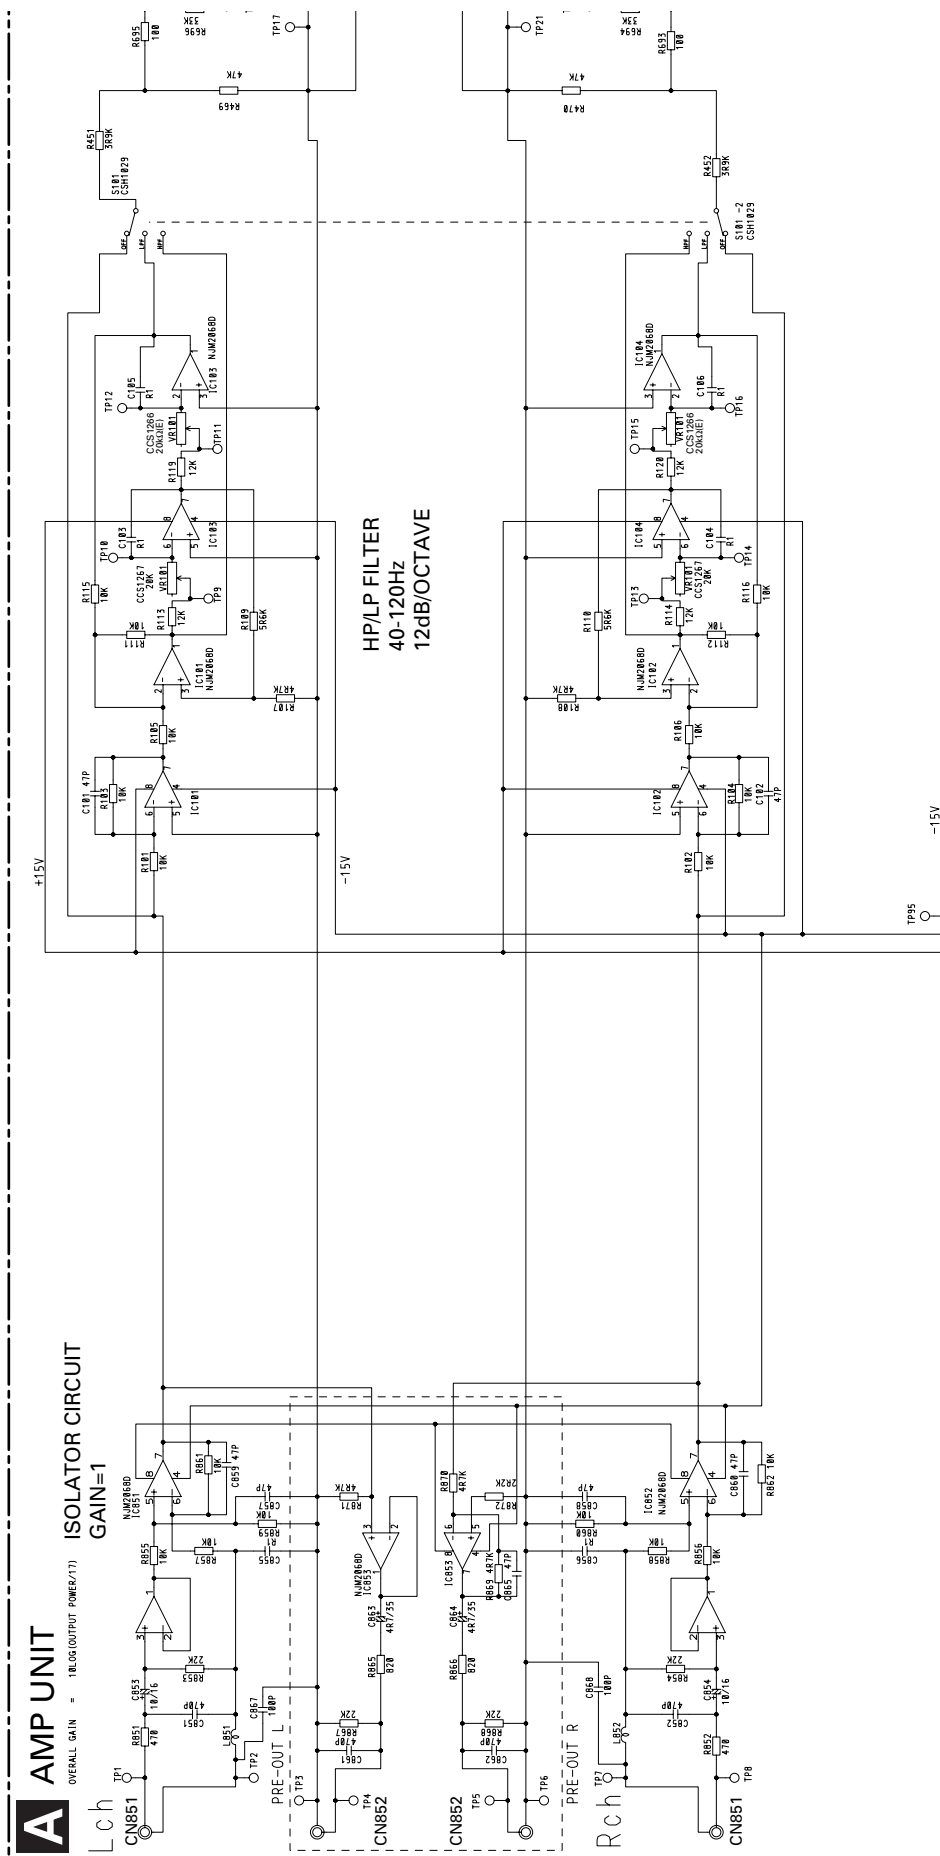 A
AMP UNIT
OVERALL GAIN = 10LOG(OUTPUT POWER/17)
ISOLATOR CIRCUIT
GAIN=1
HP/LP FILTER
40-120Hz
12dB/OCTAVE
Lch
CN851
TP1
R851
470
C853
10/16
C851
470P
R853
22K
L851
TP2
C867
100P
R855
10K
NJM2068D
IC851
R857
10K
C855
R1
R859
10K
C857
47P
R861
10K
C859 47P
PRE-OUT L
TP3
TP4
CN852
C861
470P
R867
22K
R865
820
C863
4R7/35
NJM2068D
IC853
R871
4R7K
CN852
TP5
TP6
C862
470P
R868
22K
R866
820
C864
4R7/35
IC853
R869 4R7K
C865 47P
R870
4R7K
R872
2R2K
PRE-OUT R
C868
100P
Rch
TP7
L852
C852
470P
R854
22K
R852
470
C854
10/16
TP8
CN851
C856
R1
R858
10K
R860
10K
C858
47P
R856
10K
IC852
NJM2068D
C860 47P
R862 10K
+15V
-15V
R101
10K
C101 47P
R103
10K
IC101
R105
10K
IC101
NJM2068D
R107
4R7K
R109
5R6K
R111
10K
R113
12K
R115
10K
TP9
CCS1267
20K
VR101
TP10
C103
R1
IC103
R119
12K
TP11
CCS1266
20kΩ(E)
VR101
TP12
C105
R1
IC103
NJM2068D
S101
CSH1029
OFF
LPF
HPF
R451
3R9K
R469
47K
R695
100
R696
33K
TP17
R102
10K
R104
10K
C102
47P
IC102
R106
10K
NJM2068D
IC102
R108
4R7K
R110
5R6K
R112
10K
R114
12K
R116
10K
TP13
VR101
CCS1267
20K
TP14
C104
R1
IC104
R120
12K
TP15
VR101
CCS1266
20kΩ(E)
TP16
C106
R1
IC104
NJM2068D
HPF
LPF
OFF
S101 -2
CSH1029
R452
3R9K
R470
47K
R693
100
R694
33K
TP21
TP95
-15V